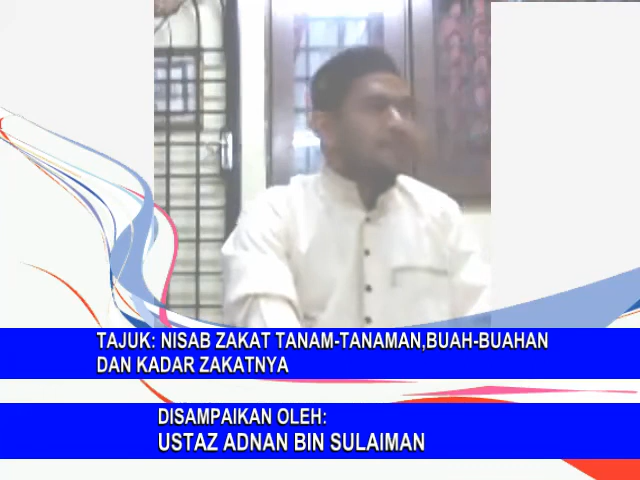 TAJUK: NISAB ZAKAT TANAM-TANAMAN,BUAH-BUAHAN
DAN KADAR ZAKATNYA
DISAMPAIKAN OLEH:
USTAZ ADNAN BIN SULAIMAN